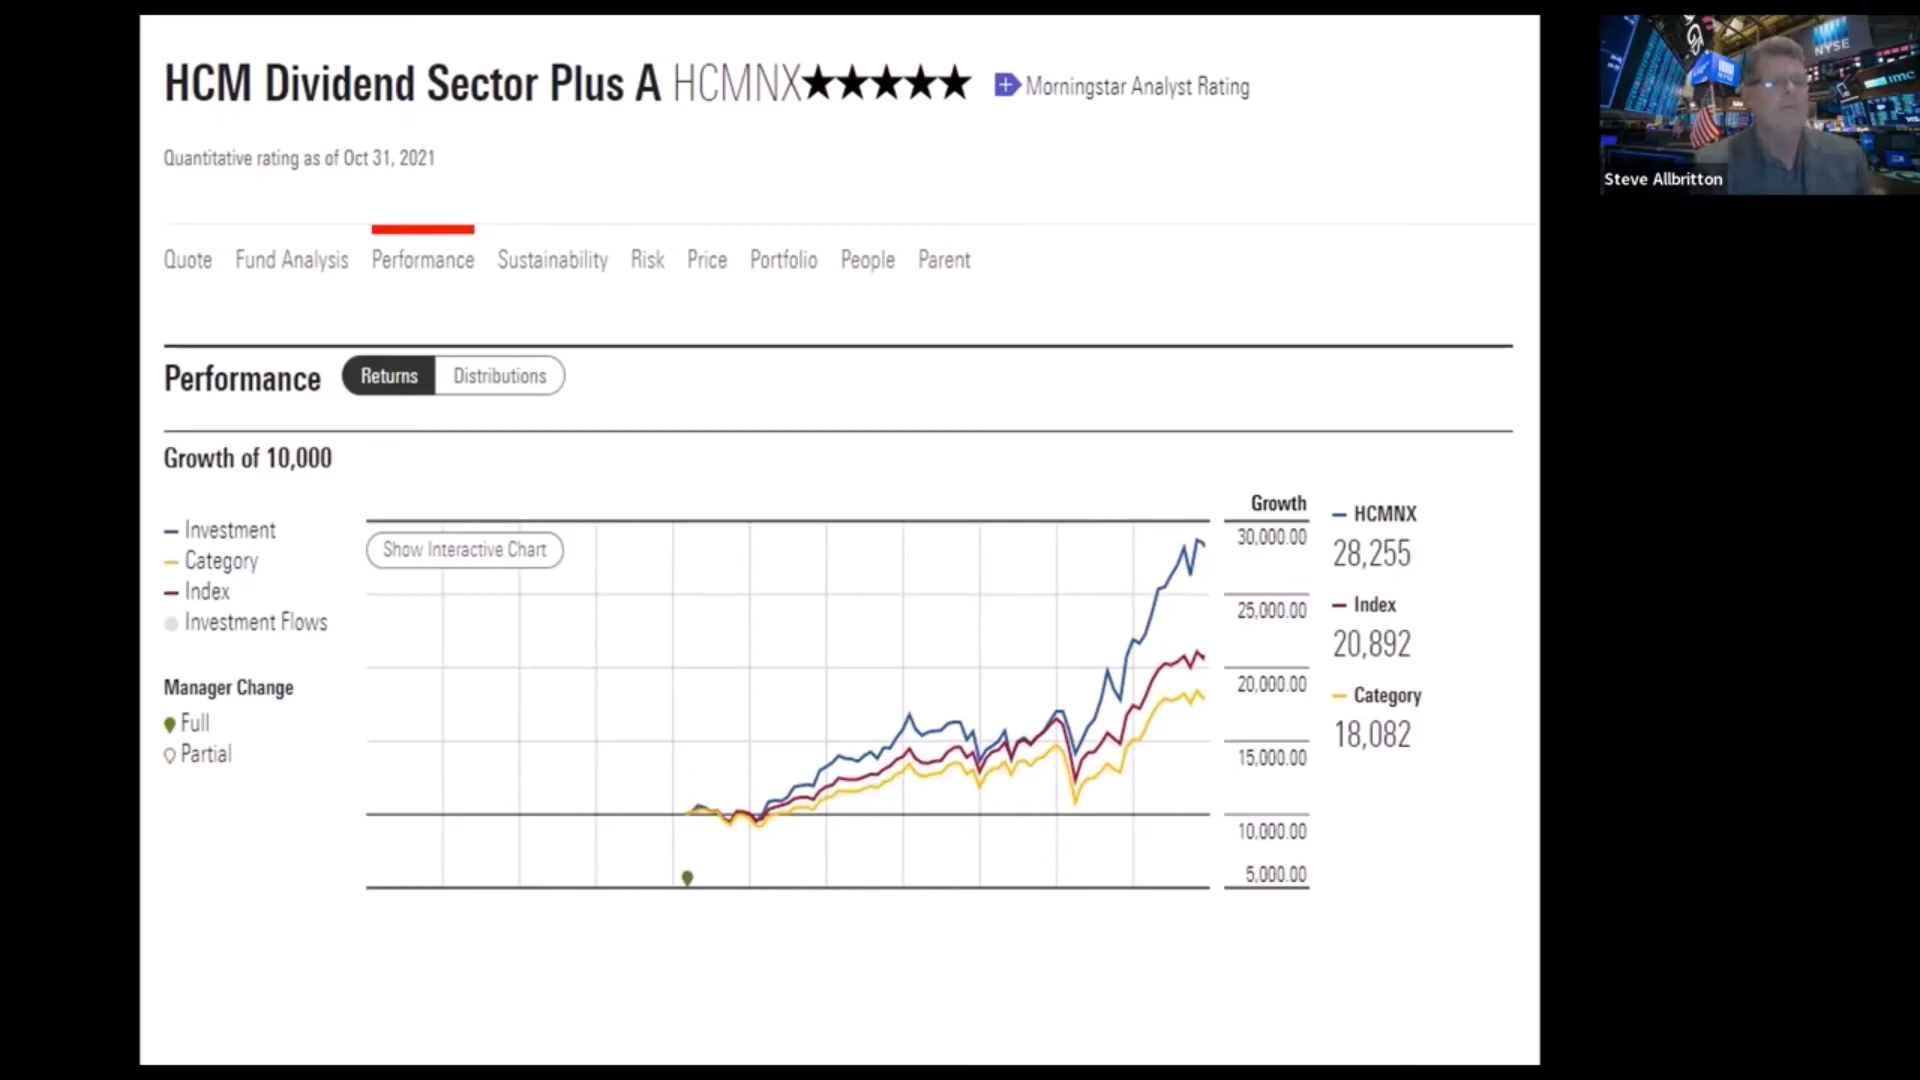 HCM Dividend Sector Plus A HCMNX★★★★★ Morningstar Analyst Rating
Quantitative rating as of Oct 31, 2021
Quote Fund Analysis Performance Sustainability Risk Price Portfolio People Parent
Performance Returns Distributions
Growth of 10,000
Investment
Category
Index
Investment Flows
Manager Change
Full
Partial
Show Interactive Chart
Growth
30,000.00
25,000.00
20,000.00
15,000.00
10,000.00
5,000.00
HCMNX
28,255
Index
20,892
Category
18,082
NYSE
imc
Steve Allbritton